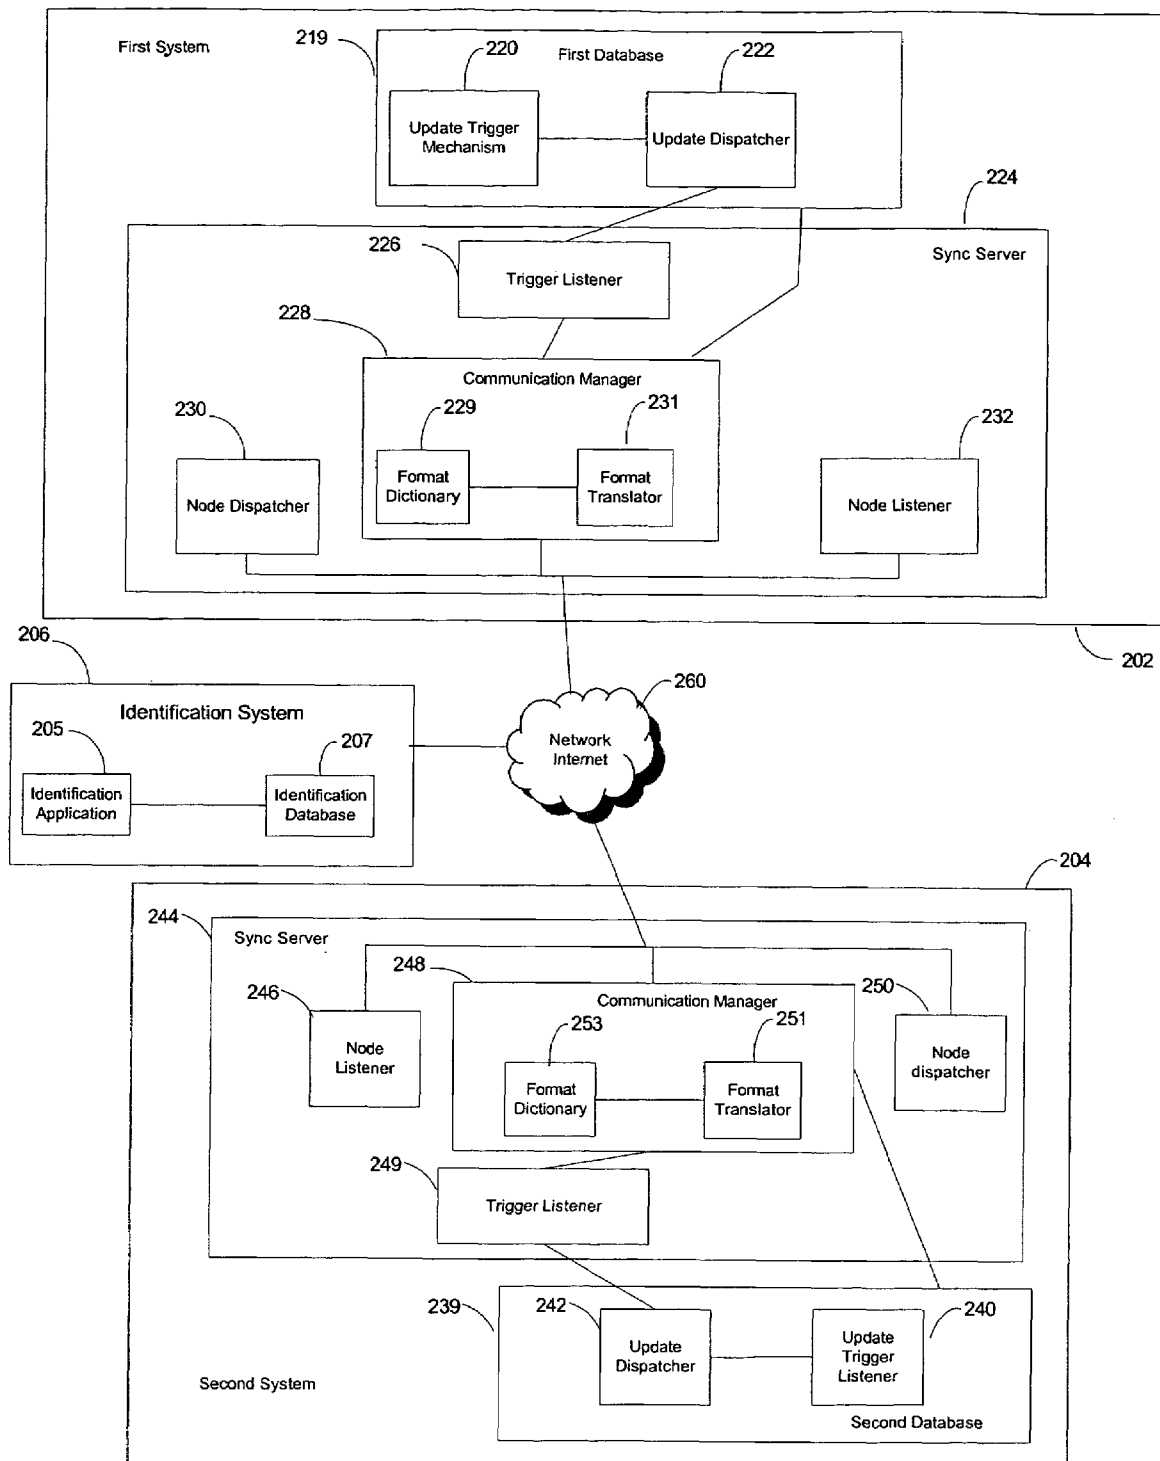 First System
219
220
First Database
222
Update Trigger
Mechanism
Update Dispatcher
224
226
Sync Server
Trigger Listener
228
Communication Manager
230
229
231
232
Node Dispatcher
Format
Dictionary
Format
Translator
Node Listener
206
202
Identification System
260
205
207
Network
Internet
Identification
Application
Identification
Database
204
244
Sync Server
248
246
Communication Manager
250
253
251
Node
Listener
Node
dispatcher
Format
Dictionary
Format
Translator
249
Trigger Listener
239
242
240
Update
Dispatcher
Update
Trigger
Listener
Second System
Second Database